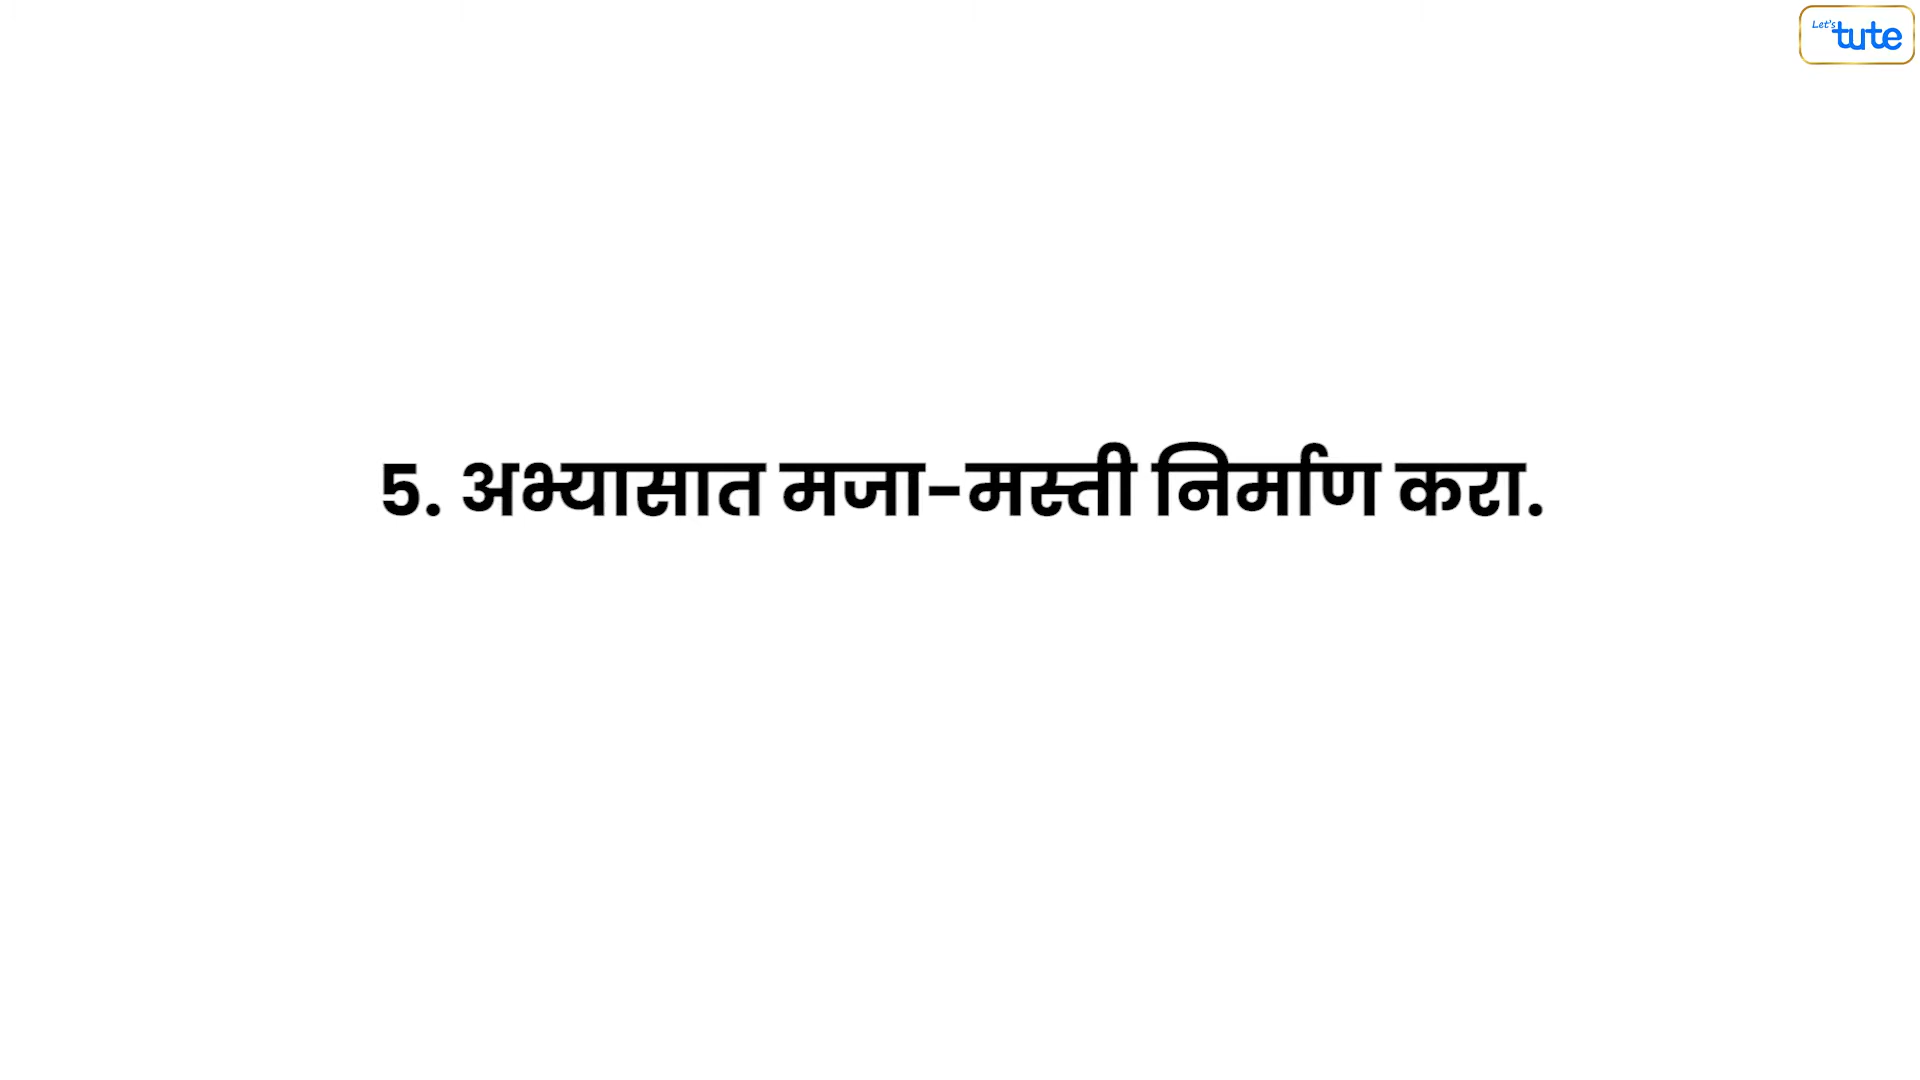 Let's tute
5. अभ्यासात मजा-मस्ती निर्माण करा.